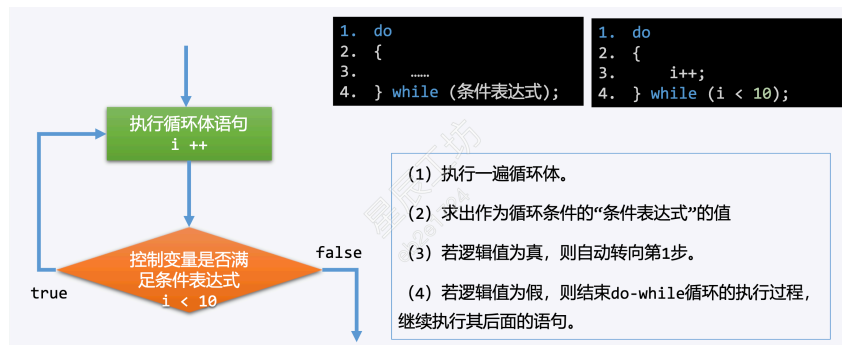 1. do
2. {
3. ……
4. } while (条件表达式);
1. do
2. {
3. i++;
4. } while (i < 10);
执行循环体语句
i ++
控制变量是否满
足条件表达式
i < 10
true
false
(1) 执行一遍循环体。
(2) 求出作为循环条件的“条件表达式”的值
(3) 若逻辑值为真，则自动转向第1步。
(4) 若逻辑值为假，则结束do-while循环的执行过程，
继续执行其后面的语句。
星辰工坊